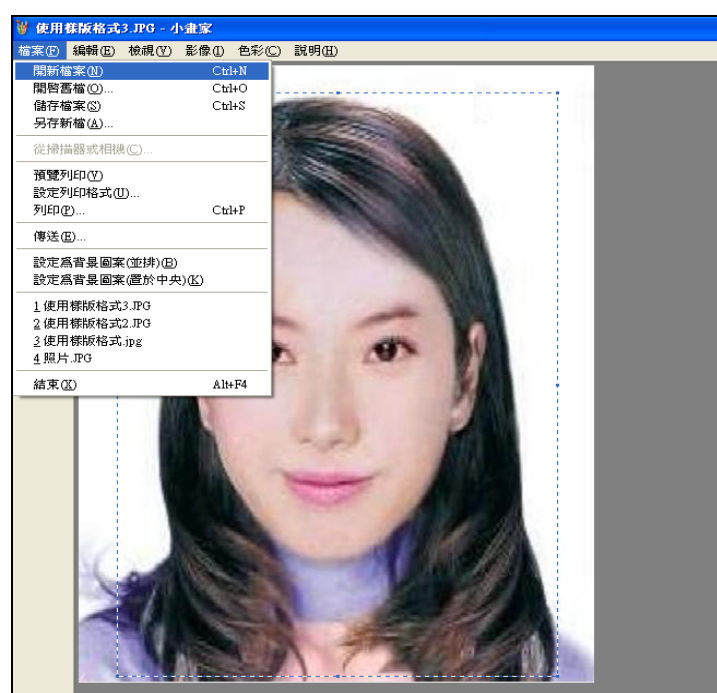 使用樣版格式3.JPG - 小畫家
檔案(F) 編輯(E) 檢視(V) 影像(I) 色彩(C) 說明(H)
開新檔案(N) Ctrl+N
開啓舊檔(O)... Ctrl+O
儲存檔案(S) Ctrl+S
另存新檔(A)...
從掃描器或相機(C)...
預覽列印(V)
設定列印格式(U)...
列印(P)... Ctrl+P
傳送(E)...
設定爲背景圖案(並排)(B)
設定爲背景圖案(置於中央)(K)
1 使用樣版格式3.JPG
2 使用樣版格式2.JPG
3 使用樣版格式.jpg
4 照片.JPG
結束(X) Alt+F4